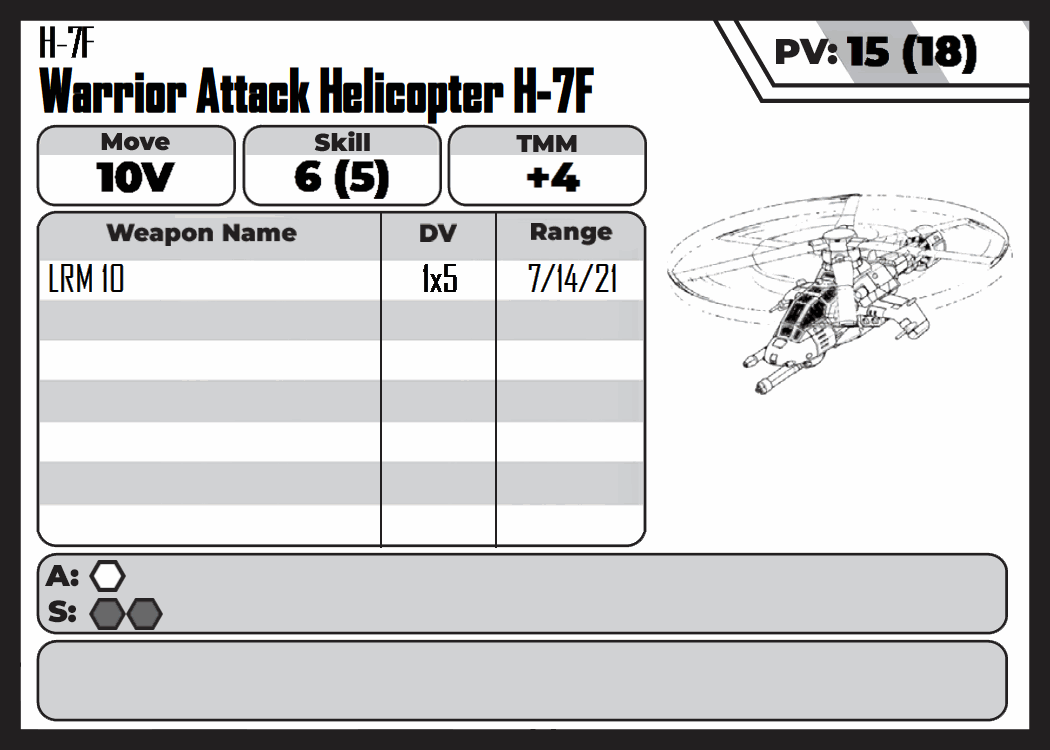 H-7F
PV: 15 (18)
Warrior Attack Helicopter H-7F
Move Skill TMM
10V 6 (5) +4
Weapon Name DV Range
LRM 10 1x5 7/14/21
A:
S: